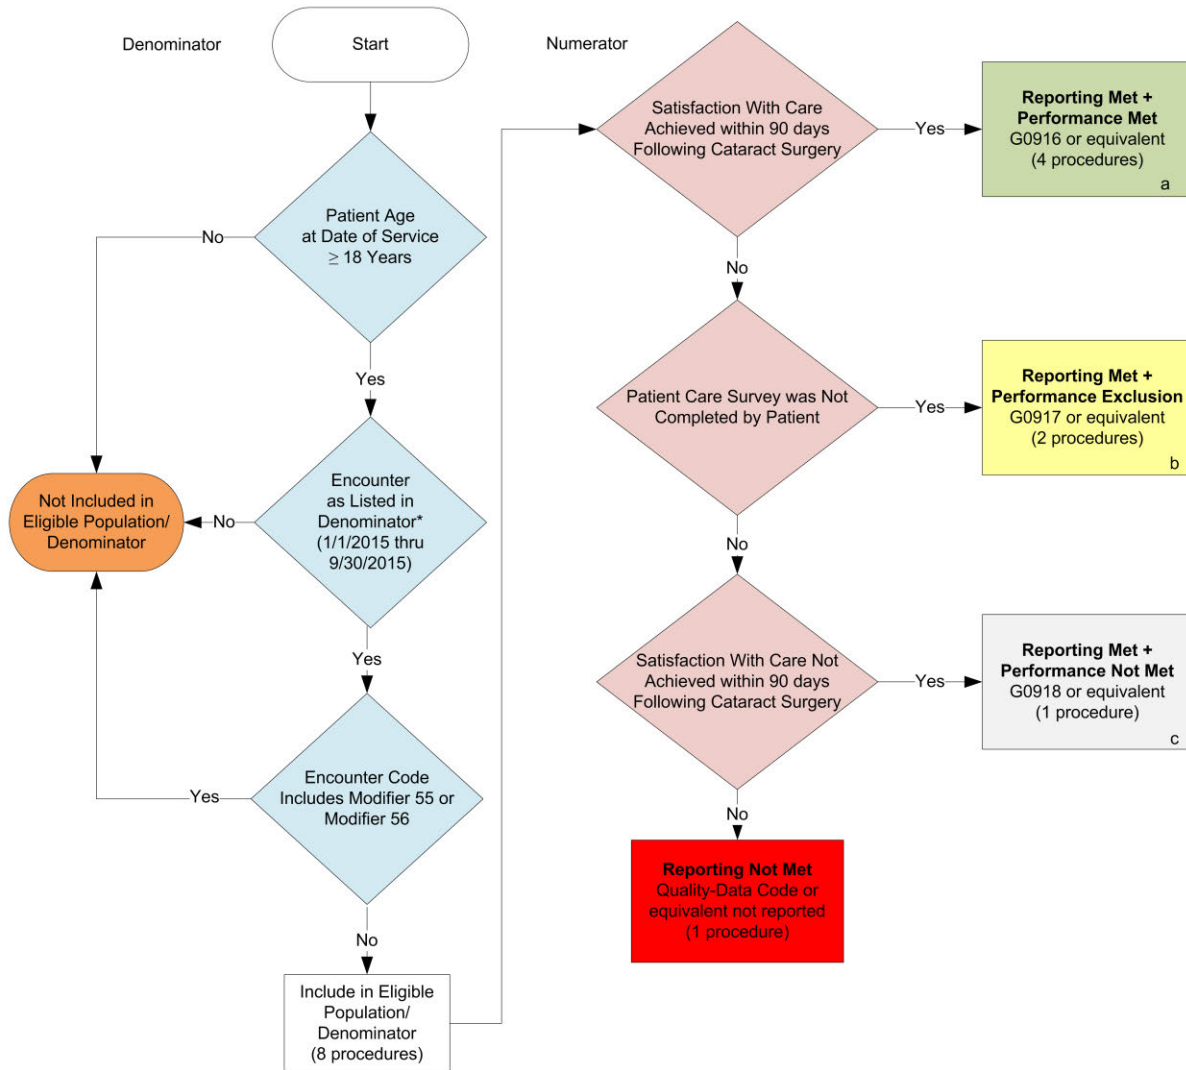 Denominator
Start
Numerator
Patient Age
at Date of Service
≥ 18 Years
No
Yes
Encounter
as Listed in
Denominator*
(1/1/2015 thru
9/30/2015)
No
Not Included in
Eligible Population/
Denominator
Yes
Encounter Code
Includes Modifier 55 or
Modifier 56
Yes
No
Include in Eligible
Population/
Denominator
(8 procedures)
Satisfaction With Care
Achieved within 90 days
Following Cataract Surgery
Yes
Reporting Met +
Performance Met
G0916 or equivalent
(4 procedures)
a
No
Patient Care Survey was Not
Completed by Patient
Yes
Reporting Met +
Performance Exclusion
G0917 or equivalent
(2 procedures)
b
No
Satisfaction With Care Not
Achieved within 90 days
Following Cataract Surgery
Yes
Reporting Met +
Performance Not Met
G0918 or equivalent
(1 procedure)
c
No
Reporting Not Met
Quality-Data Code or
equivalent not reported
(1 procedure)